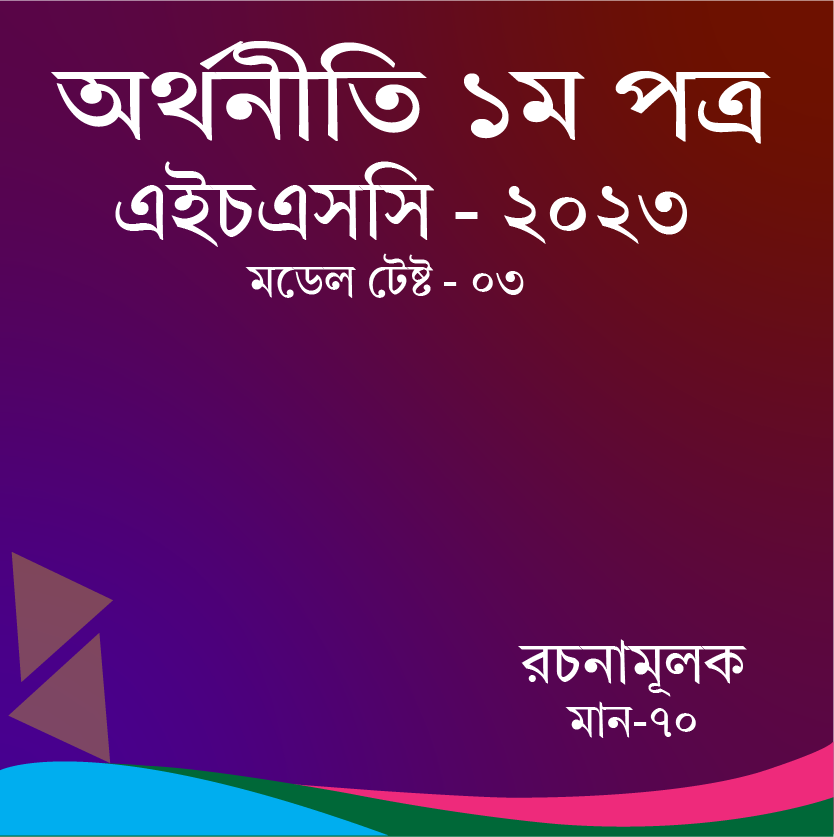 অর্থনীতি ১ম পত্র
এইচএসসি - ২০২৩
মডেল টেষ্ট - ০৩
রচনামূলক
মান-৭০